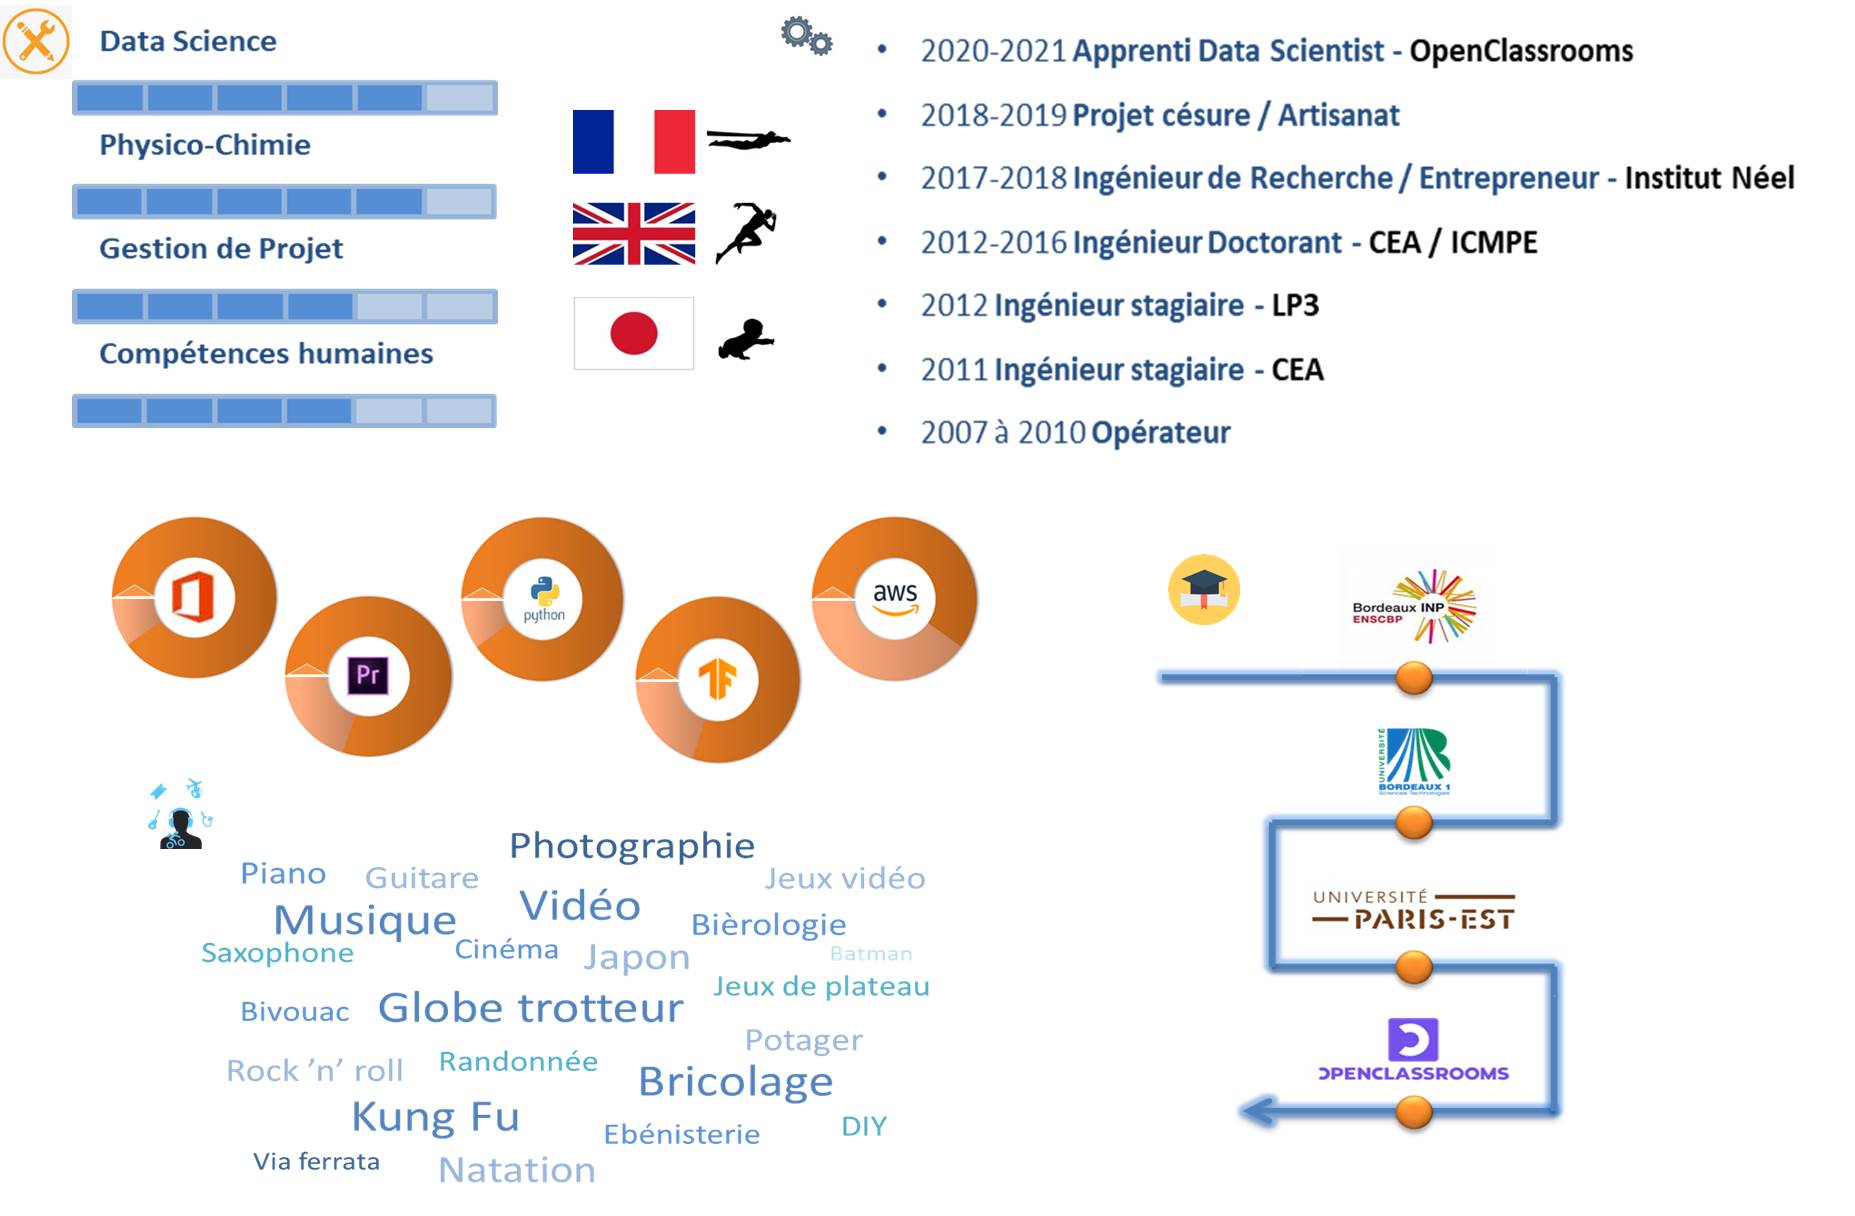 Data Science
Physico-Chimie
Gestion de Projet
Compétences humaines
• 2020-2021 Apprenti Data Scientist - OpenClassrooms
• 2018-2019 Projet césure / Artisanat
• 2017-2018 Ingénieur de Recherche / Entrepreneur - Institut Néel
• 2012-2016 Ingénieur Doctorant - CEA / ICMPE
• 2012 Ingénieur stagiaire - LP3
• 2011 Ingénieur stagiaire - CEA
• 2007 à 2010 Opérateur
python
aws
Pr
Photographie
Piano Guitare Jeux vidéo
Musique Vidéo Bièrologie
Saxophone Cinéma Japon Batman
Jeux de plateau
Bivouac Globe trotteur
Potager
Rock 'n' roll Randonnée
Bricolage
Kung Fu Ebénisterie DIY
Via ferrata Natation
Bordeaux INP
ENSCBP
UNIVERSITÉ
BORDEAUX 1
Sciences Technologies
UNIVERSITÉ
PARIS-EST
OPENCLASSROOMS